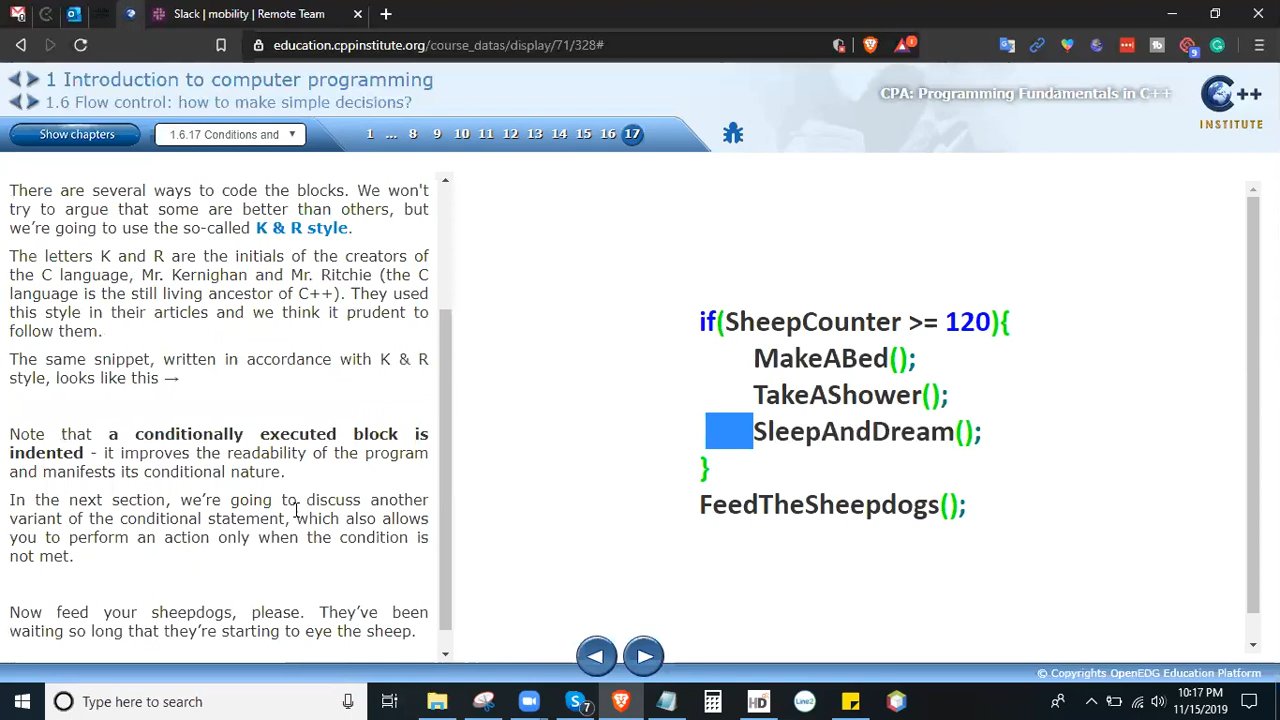 Slack | mobility | Remote Team
education.cppinstitute.org/course_datas/display/71/328#
1 Introduction to computer programming
1.6 Flow control: how to make simple decisions?
CPA: Programming Fundamentals in C++
C++
INSTITUTE
Show chapters
1.6.17 Conditions and
1 ... 8 9 10 11 12 13 14 15 16 17
There are several ways to code the blocks. We won't
try to argue that some are better than others, but
we're going to use the so-called K & R style.
The letters K and R are the initials of the creators of
the C language, Mr. Kernighan and Mr. Ritchie (the C
language is the still living ancestor of C++). They used
this style in their articles and we think it prudent to
follow them.
The same snippet, written in accordance with K & R
style, looks like this →
Note that a conditionally executed block is
indented - it improves the readability of the program
and manifests its conditional nature.
In the next section, we're going to discuss another
variant of the conditional statement, which also allows
you to perform an action only when the condition is
not met.
Now feed your sheepdogs, please. They've been
waiting so long that they're starting to eye the sheep.
if(SheepCounter >= 120){
MakeABed();
TakeAShower();
SleepAndDream();
}
FeedTheSheepdogs();
© Copyrights OpenEDG Education Platform
Type here to search
7
HD
Line2
10:17 PM
11/15/2019